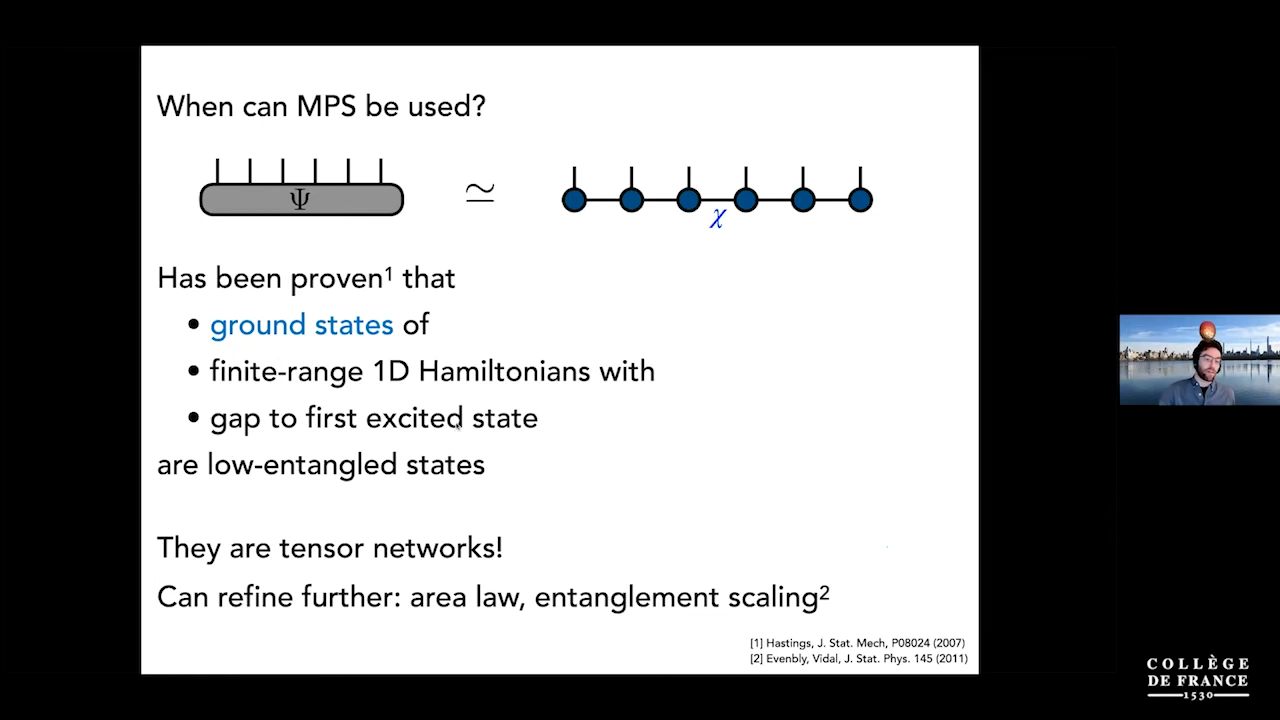 When can MPS be used?
Ψ
≃
χ
Has been proven¹ that
• ground states of
• finite-range 1D Hamiltonians with
• gap to first excited state
are low-entangled states
They are tensor networks!
Can refine further: area law, entanglement scaling²
[1] Hastings, J. Stat. Mech, P08024 (2007)
[2] Evenbly, Vidal, J. Stat. Phys. 145 (2011)
COLLÈGE
DE FRANCE
1530